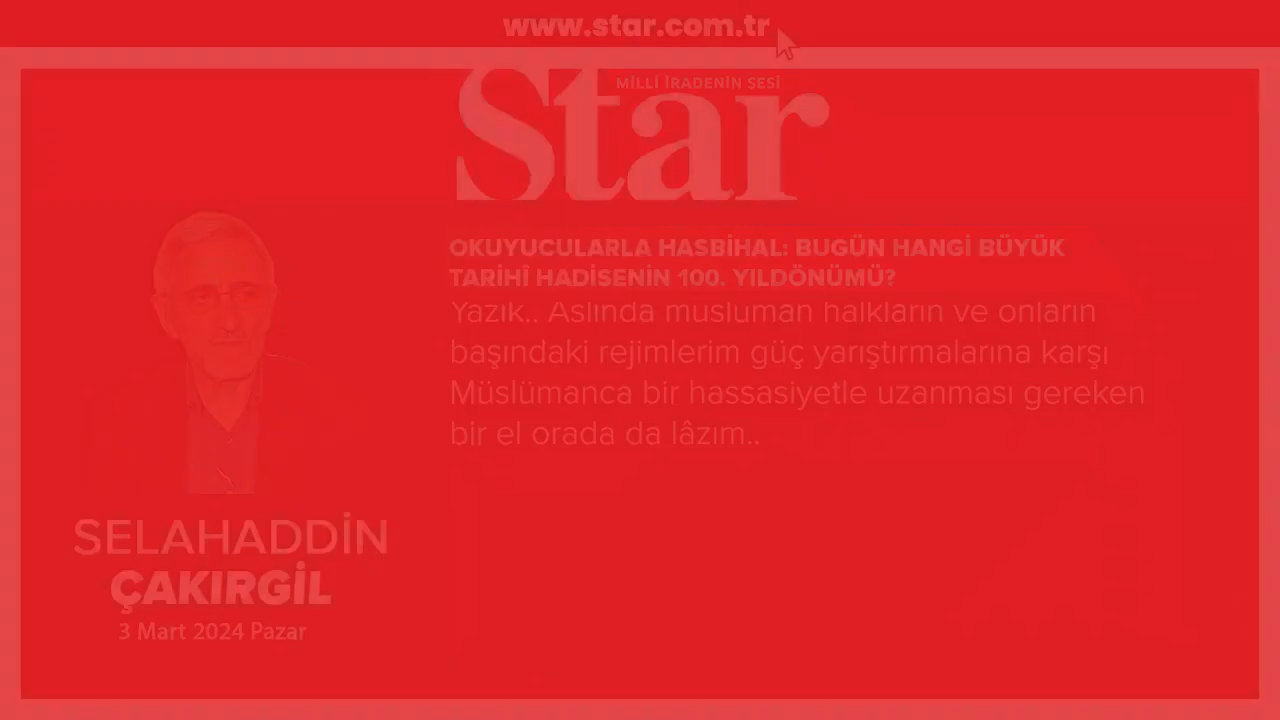 www.star.com.tr
MİLLİ İRADENİN SESİ
Star
OKUYUCULARLA HASBİHAL: BUGÜN HANGİ BÜYÜK
TARİHÎ HADİSENİN 100. YILDÖNÜMÜ?
Yazık.. Aslında musluman halkların ve onların
başındaki rejimlerim güç yarıştırmalarına karşı
Müslümanca bir hassasiyetle uzanması gereken
bir el orada da lâzım..
SELAHADDİN
ÇAKIRGİL
3 Mart 2024 Pazar